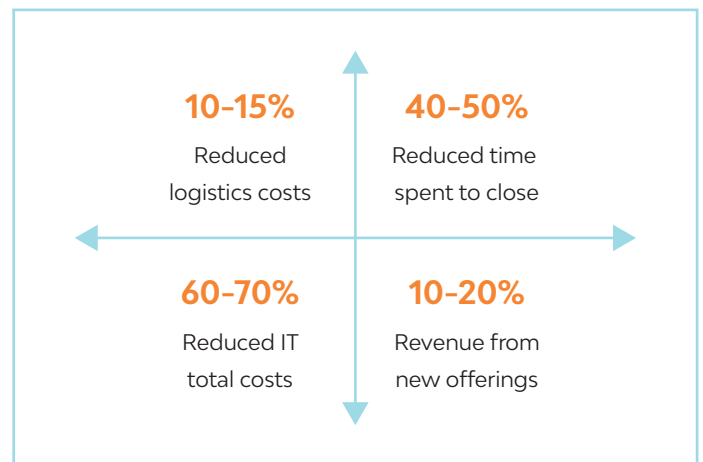 10-15%
Reduced
logistics costs
40-50%
Reduced time
spent to close
60-70%
Reduced IT
total costs
10-20%
Revenue from
new offerings